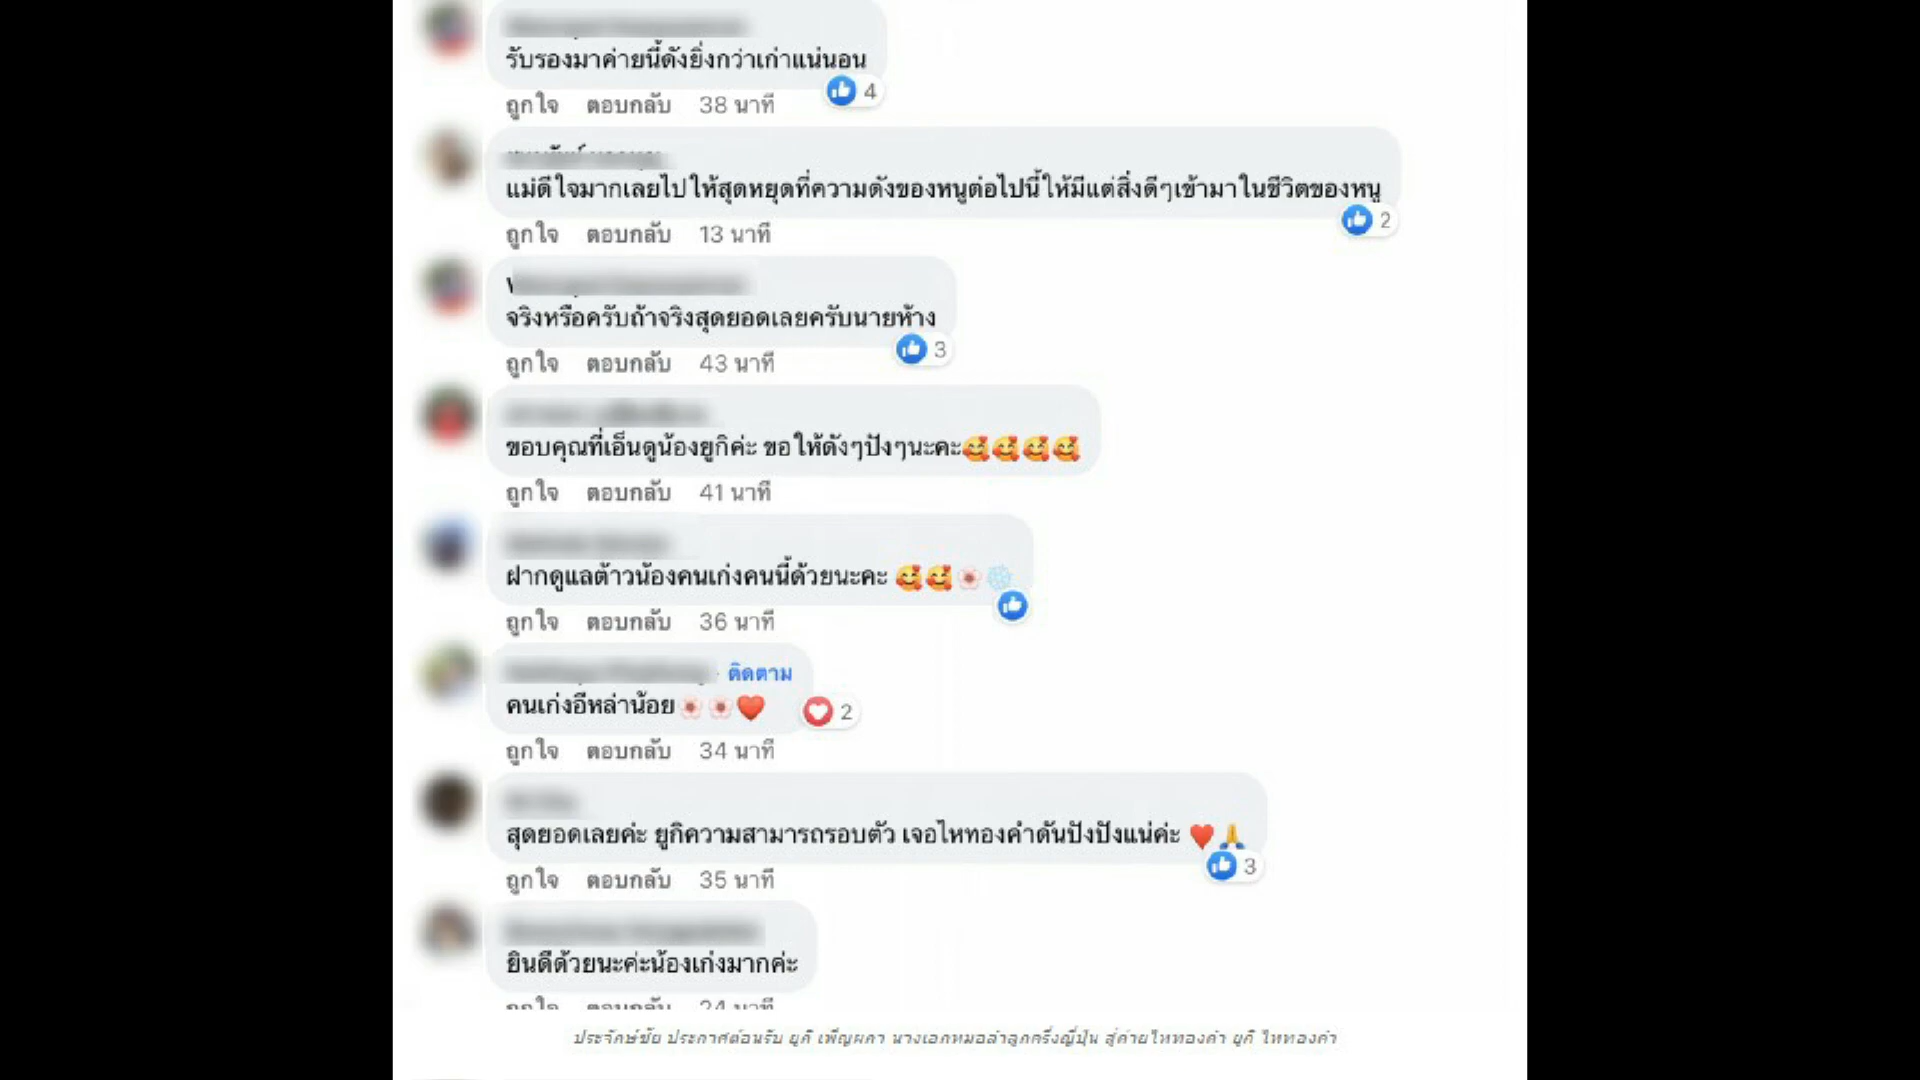 รับรองมาค่ายนี้ดังยิ่งกว่าเก่าแน่นอน
4
ถูกใจ ตอบกลับ 38 นาที
แม่ดีใจมากเลยไปให้สุดหยุดที่ความดังของหนูต่อไปนี้ให้มีแต่สิ่งดีๆเข้ามาในชีวิตของหนู
2
ถูกใจ ตอบกลับ 13 นาที
จริงหรือครับถ้าจริงสุดยอดเลยครับนายห้าง
3
ถูกใจ ตอบกลับ 43 นาที
ขอบคุณที่เอ็นดูน้องยูกิค่ะ ขอให้ดังๆปังๆนะคะ🥰🥰🥰🥰
ถูกใจ ตอบกลับ 41 นาที
ฝากดูแลต้าวน้องคนเก่งคนนี้ด้วยนะคะ 🥰🥰🌸❄️
ถูกใจ ตอบกลับ 36 นาที
ติดตาม
คนเก่งอีหล่าน้อย🌸🌸❤️
2
ถูกใจ ตอบกลับ 34 นาที
สุดยอดเลยค่ะ ยูกิความสามารถรอบตัว เจอไหทองคำดันปังปังแน่ค่ะ ❤️🙏
3
ถูกใจ ตอบกลับ 35 นาที
ยินดีด้วยนะค่ะน้องเก่งมากค่ะ
ถูกใจ ตอบกลับ 24 นาที
ประจักษ์ชัย ประกาศต้อนรับ ยูกิ เพ็ญผกา นางเอกหมอลำลูกครึ่งญี่ปุ่น สู่ค่ายไหทองคำ ยูกิ ไหทองคำ